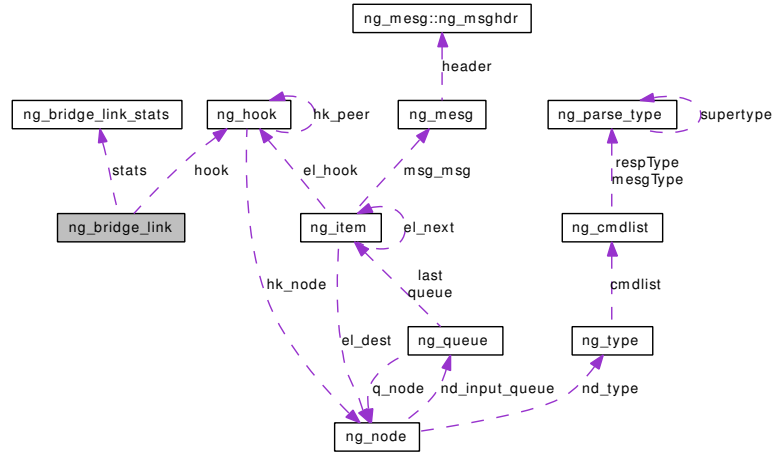 ng_mesg::ng_msghdr
header
ng_bridge_link_stats
ng_hook
hk_peer
ng_mesg
ng_parse_type
supertype
stats
hook
el_hook
msg_msg
respType
mesgType
ng_bridge_link
ng_item
el_next
ng_cmdlist
hk_node
last
queue
cmdlist
el_dest
ng_queue
ng_type
q_node
nd_input_queue
nd_type
ng_node